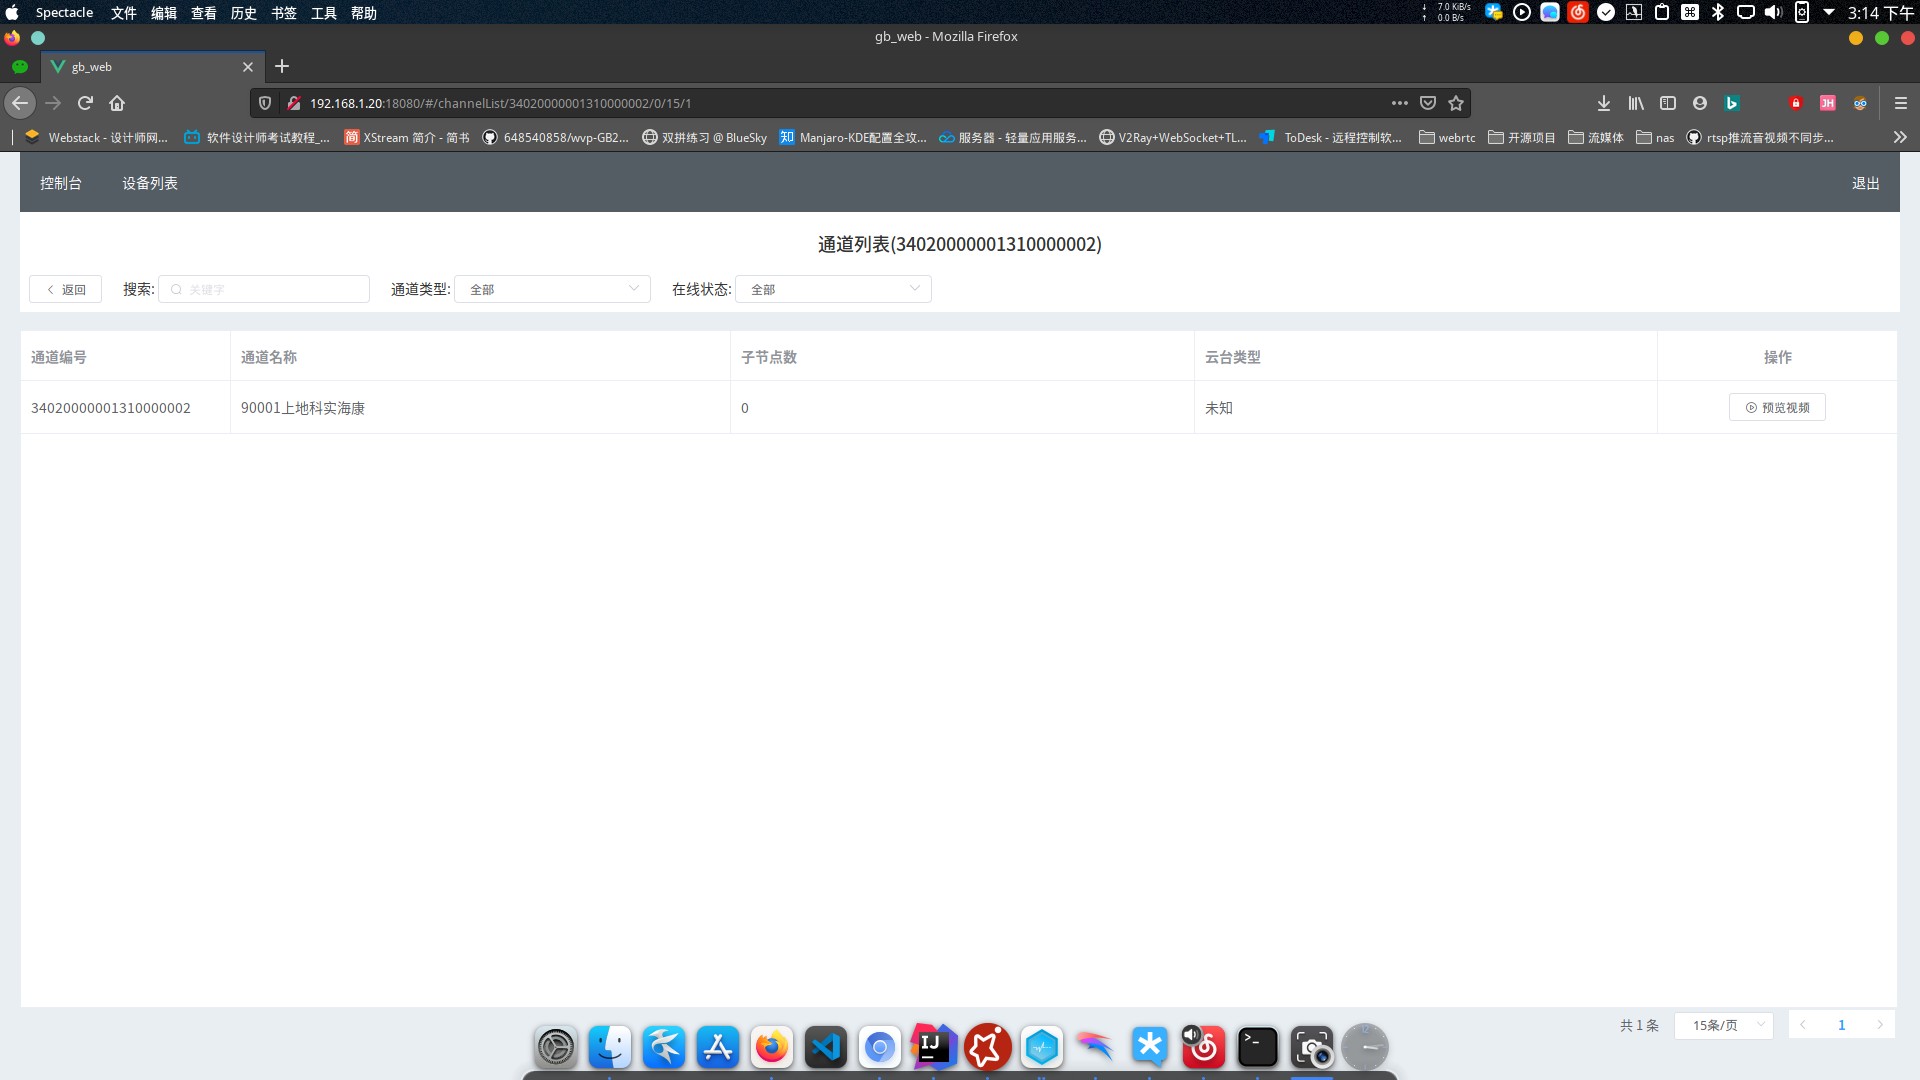 Spectacle 文件 编辑 查看 历史 书签 工具 帮助
↓ 7.0 KiB/s
↑ 0.0 B/s
3:14 下午
gb_web - Mozilla Firefox
gb_web
192.168.1.20:18080/#/channelList/34020000001310000002/0/15/1
JH
Webstack - 设计师网...
软件设计师考试教程_...
简 XStream 简介 - 简书
648540858/wvp-GB2...
双拼练习 @ BlueSky
知 Manjaro-KDE配置全攻...
服务器 - 轻量应用服务...
V2Ray+WebSocket+TL...
ToDesk - 远程控制软...
webrtc
开源项目
流媒体
nas
rtsp推流音视频不同步...
控制台 设备列表 退出
通道列表(34020000001310000002)
返回 搜索: 关键字 通道类型: 全部 在线状态: 全部
通道编号 通道名称 子节点数 云台类型 操作
34020000001310000002 90001上地科实海康 0 未知 预览视频
共 1 条 15条/页 1
IJ
>_
12